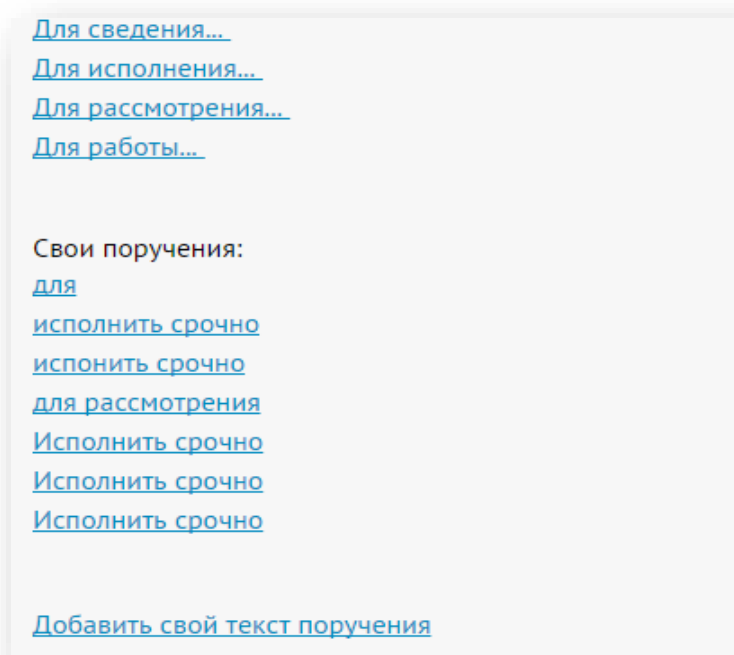 Для сведения...
Для исполнения...
Для рассмотрения...
Для работы...
Свои поручения:
для
исполнить срочно
испонить срочно
для рассмотрения
Исполнить срочно
Исполнить срочно
Исполнить срочно
Добавить свой текст поручения